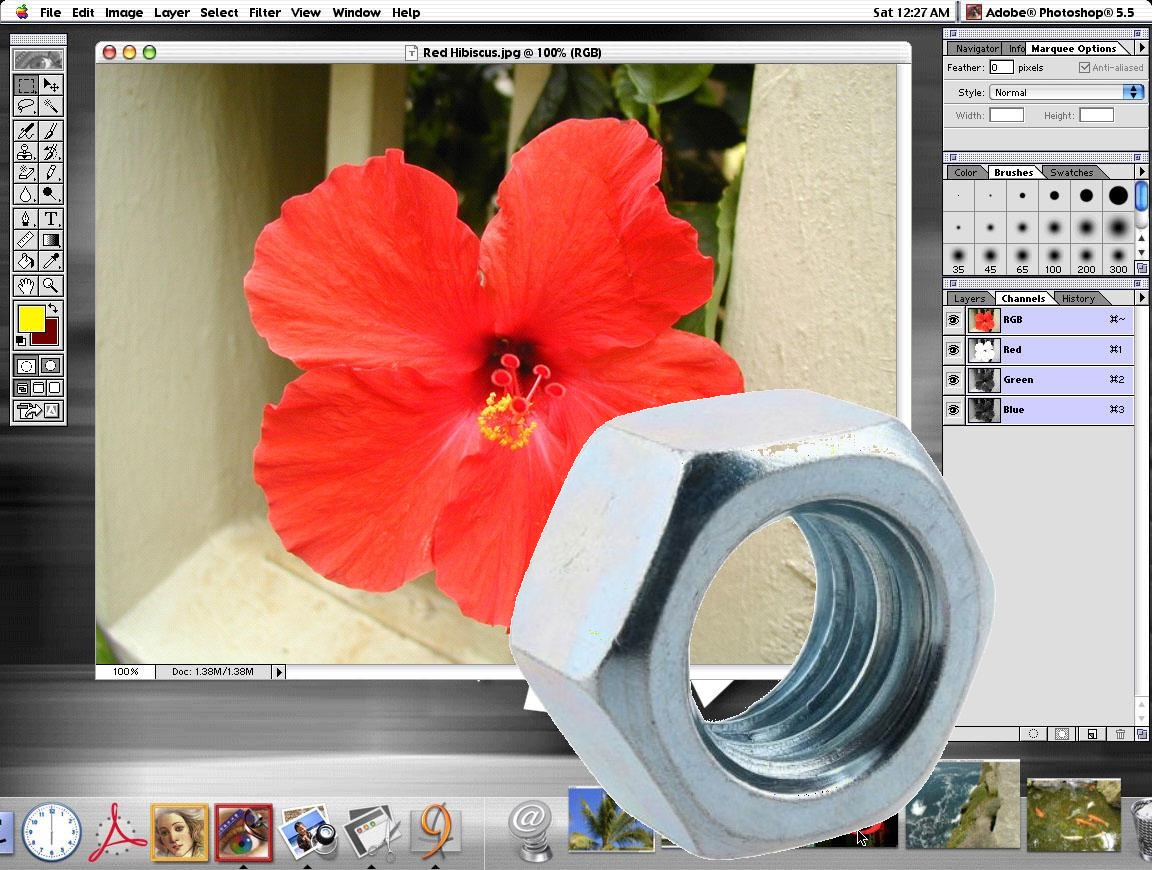 File Edit Image Layer Select Filter View Window Help
Sat 12:27 AM
Adobe® Photoshop® 5.5
Red Hibiscus.jpg @ 100% (RGB)
Navigator Info Marquee Options
Feather: 0 pixels Anti-aliased
Style: Normal
Width: Height:
Color Brushes Swatches
35 45 65 100 200 300
Layers Channels History
RGB ⌘~
Red ⌘1
Green ⌘2
Blue ⌘3
T
100% Doc: 1.38M/1.38M
@
9